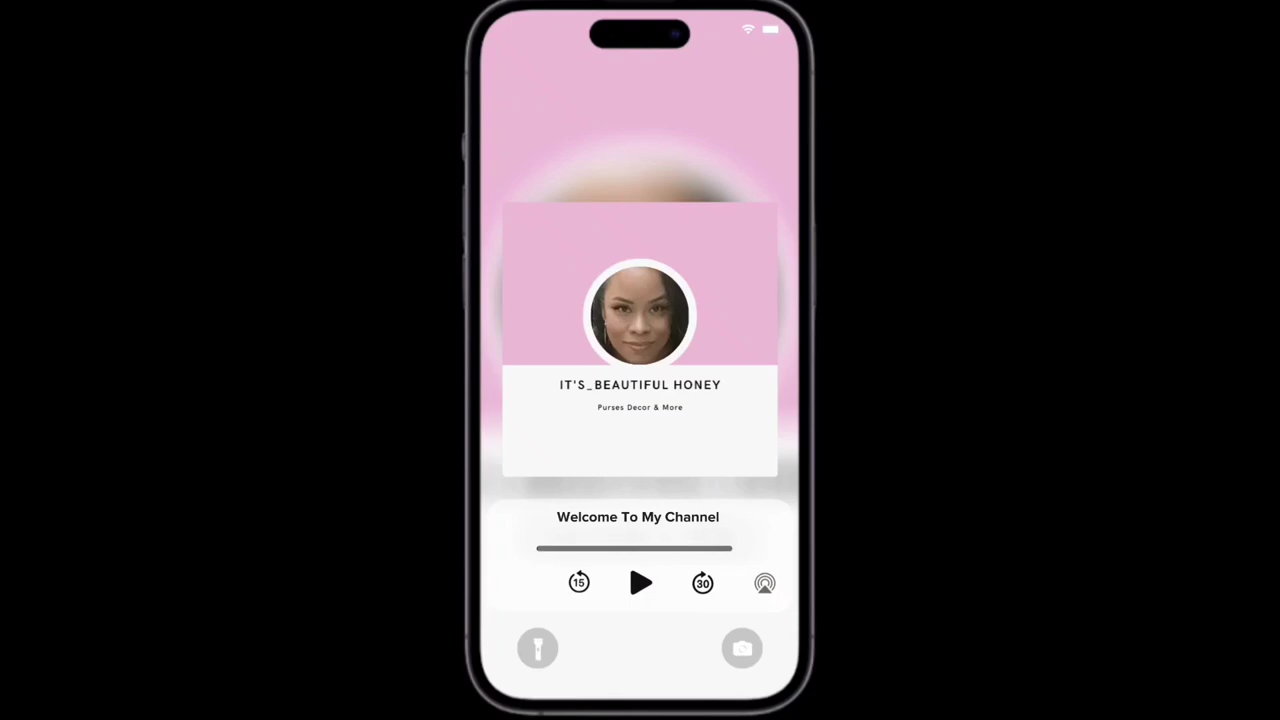 IT'S_BEAUTIFUL HONEY
Purses Decor & More
Welcome To My Channel
15
30